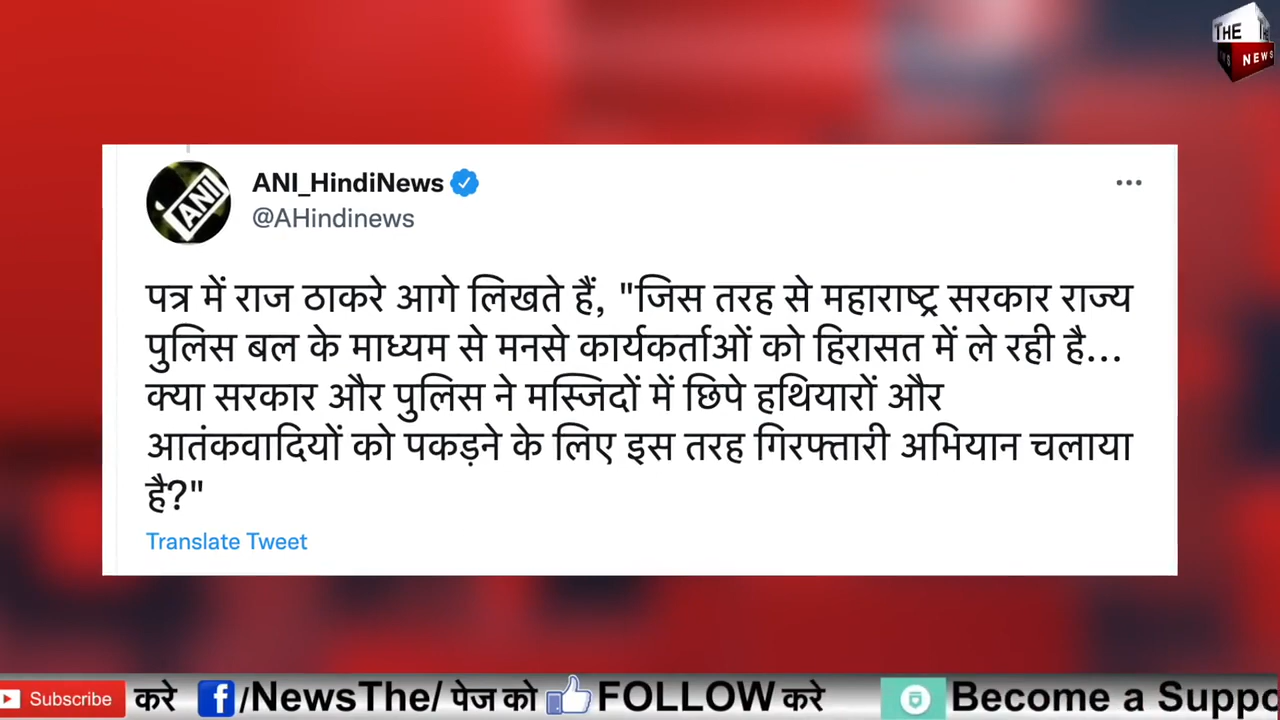 THE
NEWS
ANI
ANI_HindiNews
@AHindinews
पत्र में राज ठाकरे आगे लिखते हैं, "जिस तरह से महाराष्ट्र सरकार राज्य
पुलिस बल के माध्यम से मनसे कार्यकर्ताओं को हिरासत में ले रही है...
क्या सरकार और पुलिस ने मस्जिदों में छिपे हथियारों और
आतंकवादियों को पकड़ने के लिए इस तरह गिरफ्तारी अभियान चलाया
है?"
Translate Tweet
Subscribe करे f/NewsThe/ पेज को FOLLOW करे Become a Suppo